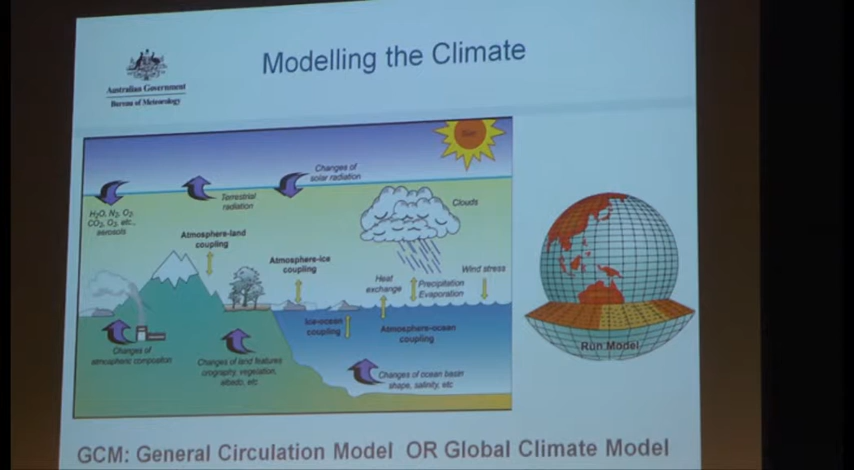 Modelling the Climate
Australian Government
Bureau of Meteorology
Sun
Changes of
solar radiation
Terrestrial
radiation
H₂O, N₂, O₂,
CO₂, O₃, etc.,
aerosols
Clouds
Atmosphere-land
coupling
Atmosphere-ice
coupling
Heat
exchange
Precipitation
Evaporation
Wind stress
Ice-ocean
coupling
Atmosphere-ocean
coupling
Changes of
atmospheric composition
Changes of land features
orography, vegetation,
albedo, etc
Changes of ocean basin
shape, salinity, etc
Run Model
GCM: General Circulation Model OR Global Climate Model